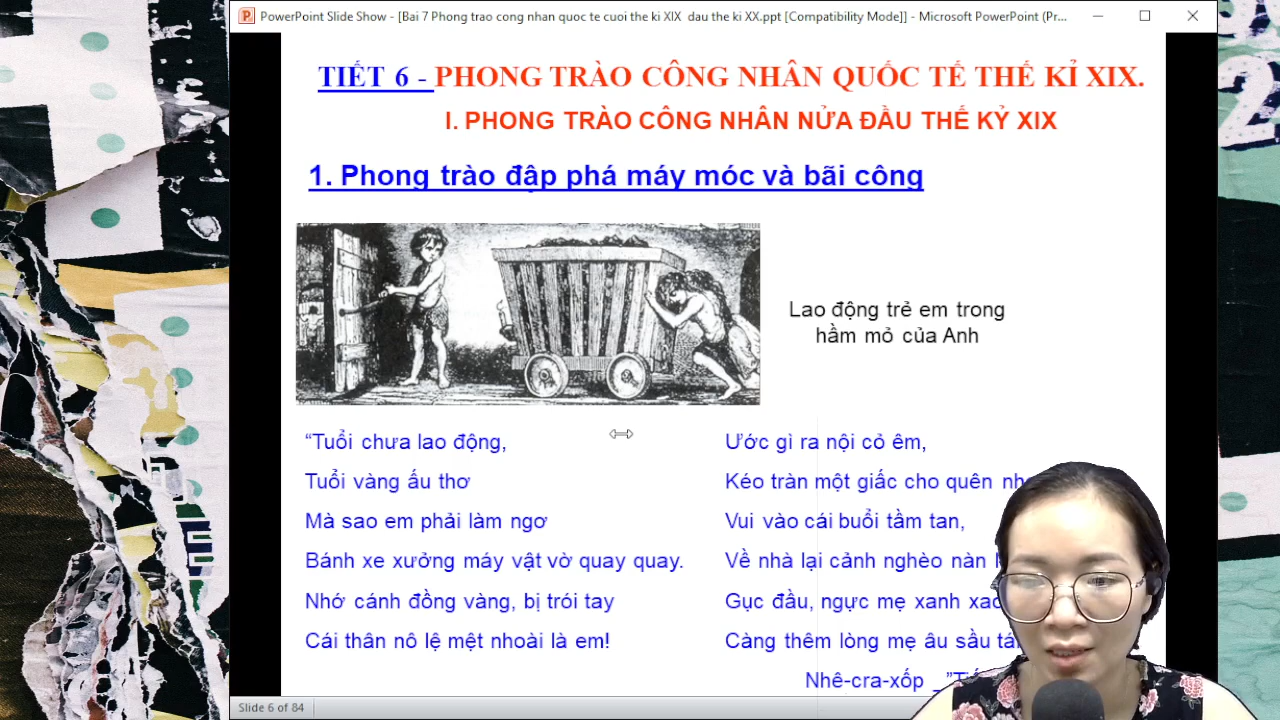 PowerPoint Slide Show - [Bai 7 Phong trao cong nhan quoc te cuoi the ki XIX dau the ki XX.ppt [Compatibility Mode]] - Microsoft PowerPoint (Pr...
TIẾT 6 - PHONG TRÀO CÔNG NHÂN QUỐC TẾ THẾ KỈ XIX.
I. PHONG TRÀO CÔNG NHÂN NỬA ĐẦU THẾ KỶ XIX
1. Phong trào đập phá máy móc và bãi công
Lao động trẻ em trong
hầm mỏ của Anh
“Tuổi chưa lao động,
Tuổi vàng ấu thơ
Mà sao em phải làm ngơ
Bánh xe xưởng máy vật vờ quay quay.
Nhớ cánh đồng vàng, bị trói tay
Cái thân nô lệ mệt nhoài là em!
Ước gì ra nội cỏ êm,
Kéo tràn một giấc cho quên
Vui vào cái buổi tầm tan,
Về nhà lại cảnh nghèo nàn
Gục đầu, ngực mẹ xanh
Càng thêm lòng mẹ âu sầu
Nhê-cra-xốp _
Slide 6 of 84